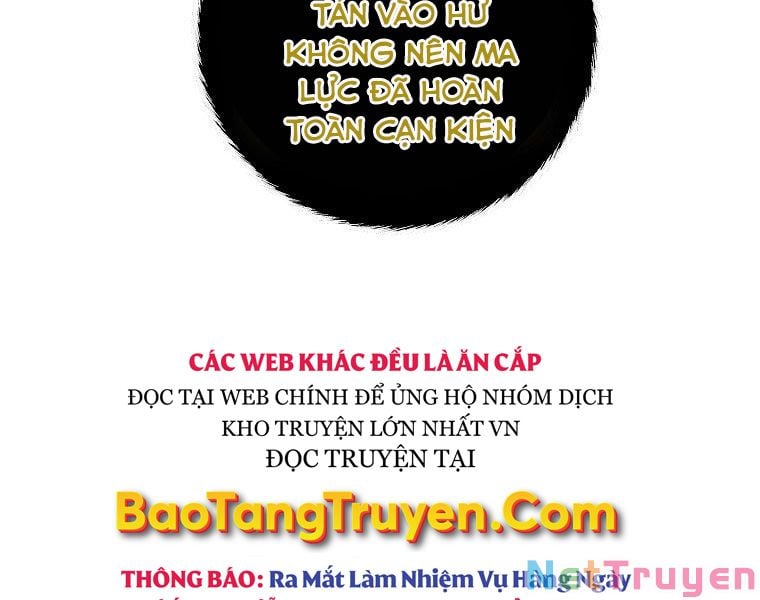 TÁN VÀO HƯ
KHÔNG NÊN MA
LỰC ĐÃ HOÀN
TOÀN CẠN KIỆN
CÁC WEB KHÁC ĐỀU LÀ ĂN CẮP
ĐỌC TẠI WEB CHÍNH ĐỂ ỦNG HỘ NHÓM DỊCH
KHO TRUYỆN LỚN NHẤT VN
ĐỌC TRUYỆN TẠI
BaoTangTruyen.Com
THÔNG BÁO: Ra Mắt Làm Nhiệm Vụ Hàng Ngày
NetTruyen